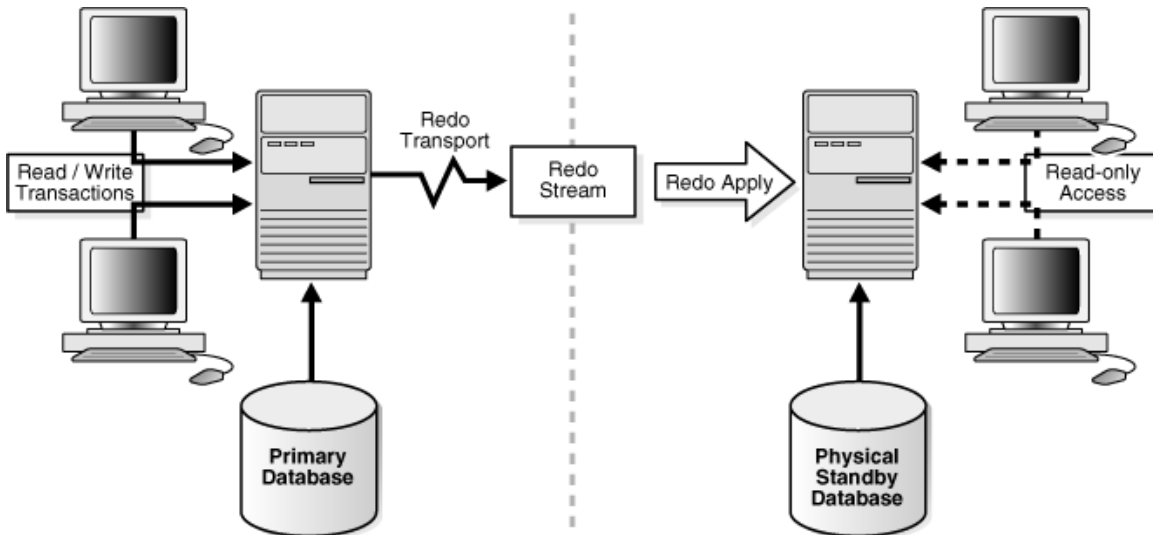 Redo
Transport
Read / Write
Transactions
Redo
Stream
Redo Apply
Read-only
Access
Primary
Database
Physical
Standby
Database